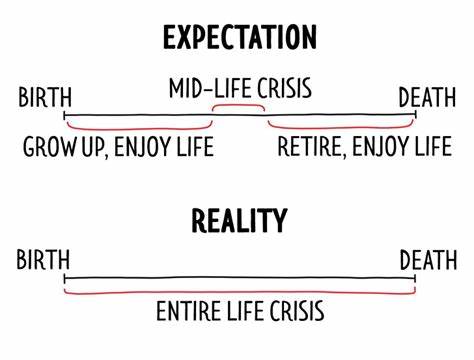 EXPECTATION
MID-LIFE CRISIS
BIRTH DEATH
GROW UP, ENJOY LIFE RETIRE, ENJOY LIFE
REALITY
BIRTH DEATH
ENTIRE LIFE CRISIS